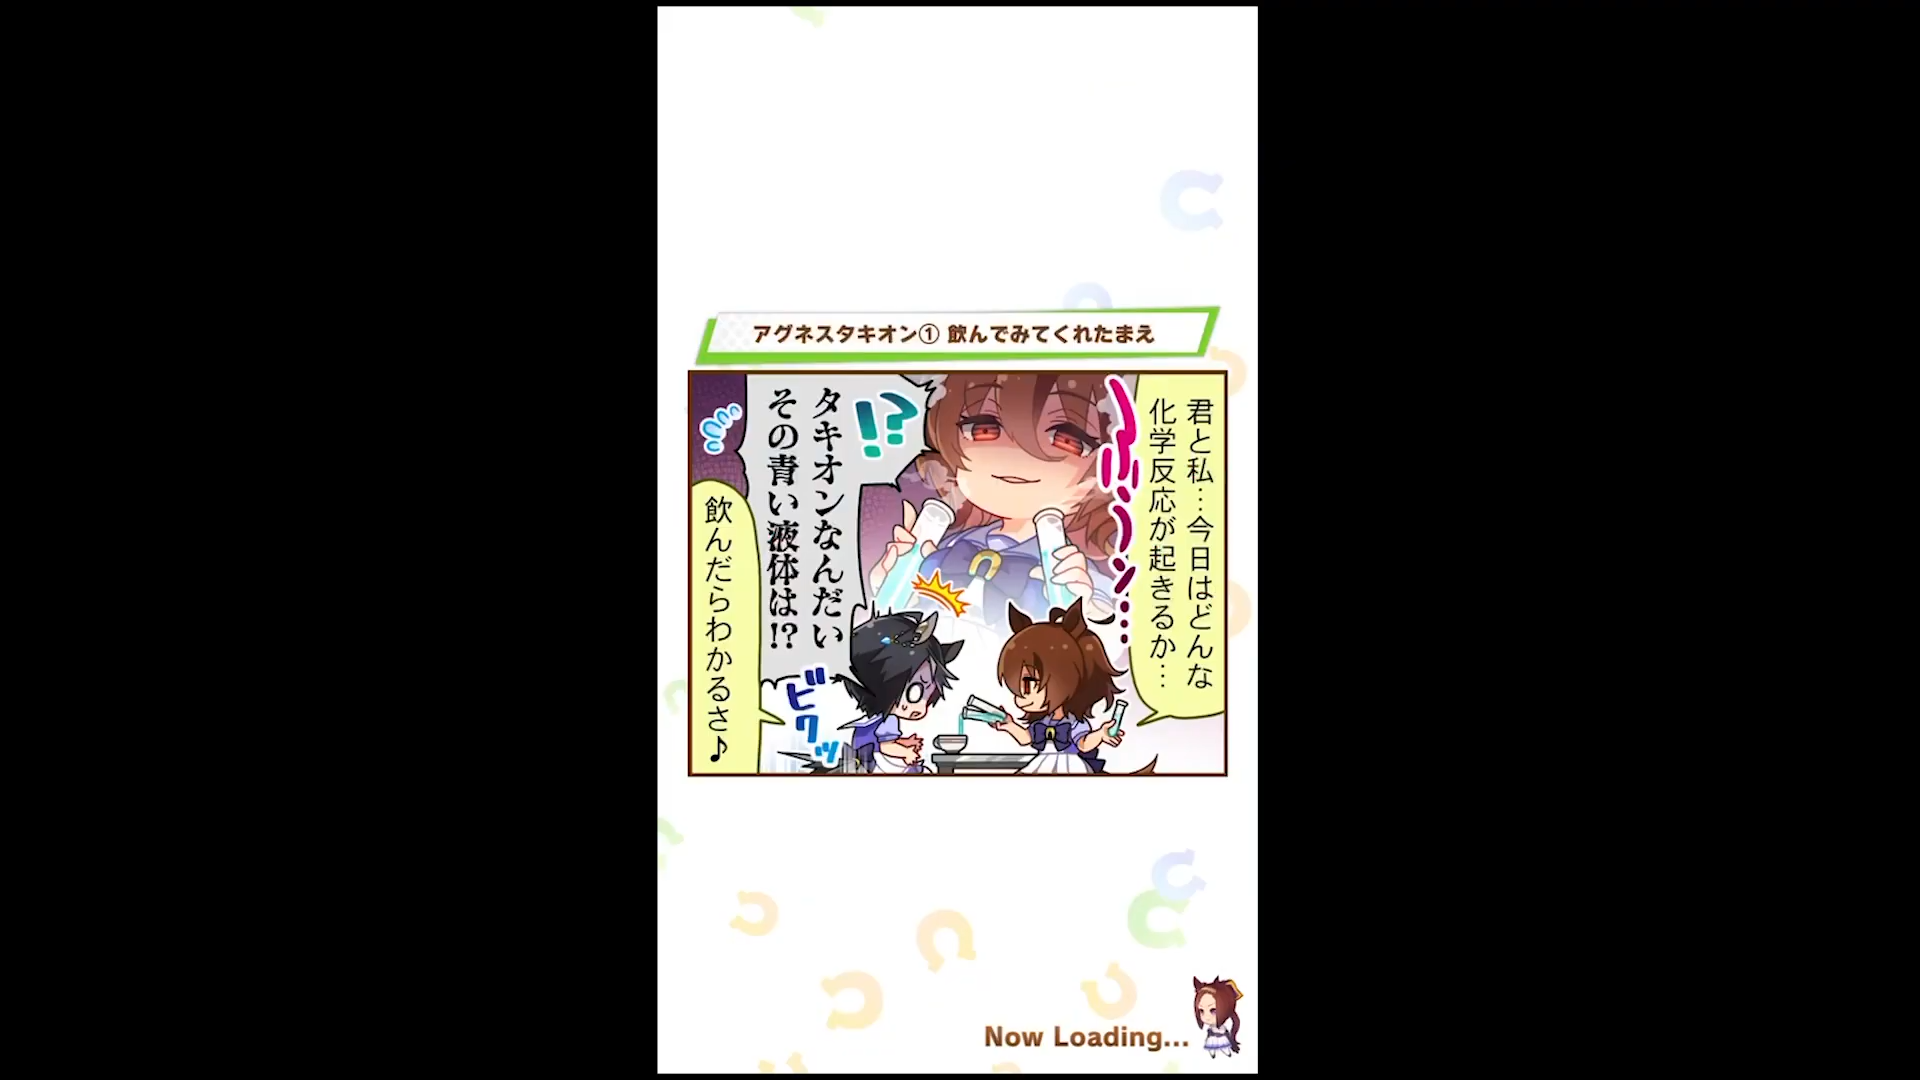 アグネスタキオン① 飲んでみてくれたまえ
君と私…今日はどんな
化学反応が起きるか…
ふぅン…
!?
タキオンなんだい
その青い液体は!?
ビクッ
飲んだらわかるさ♪
Now Loading...